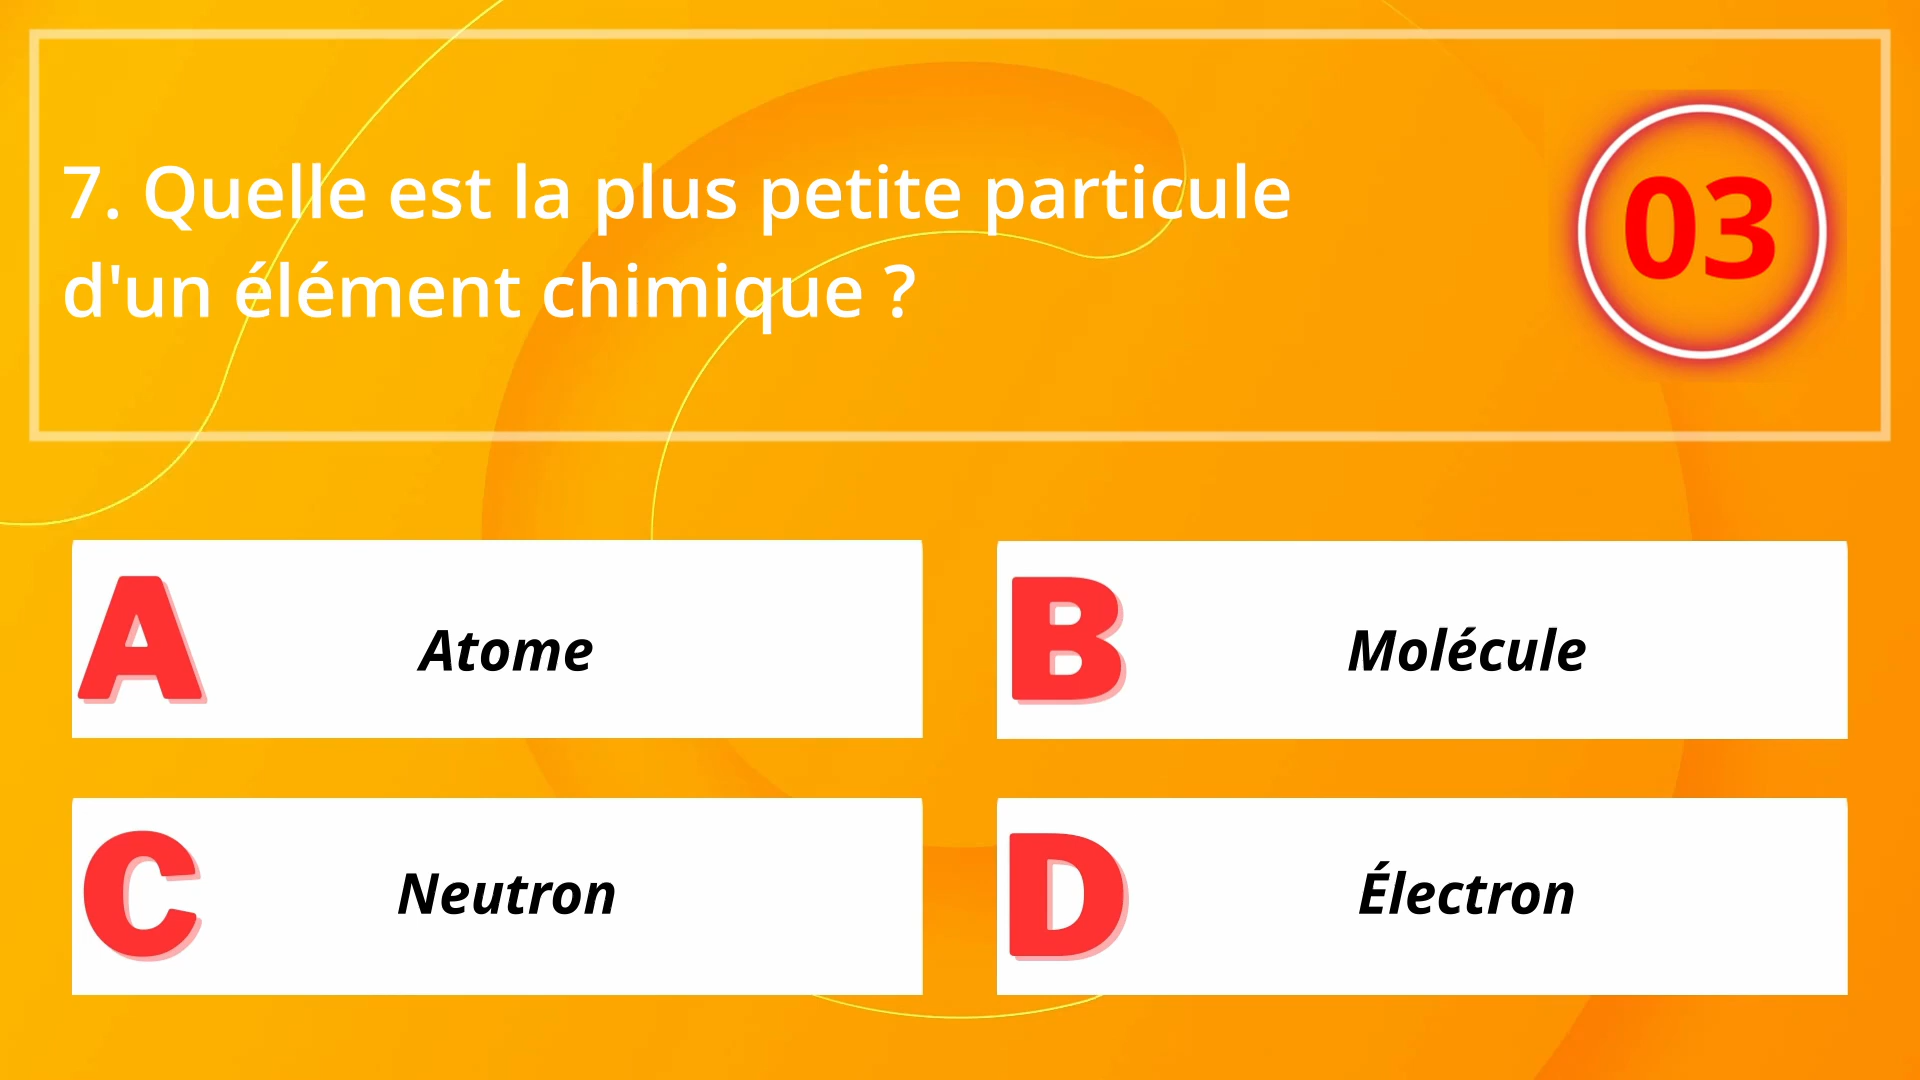 7. Quelle est la plus petite particule
d'un élément chimique ?
03
A
Atome
B
Molécule
C
Neutron
D
Électron